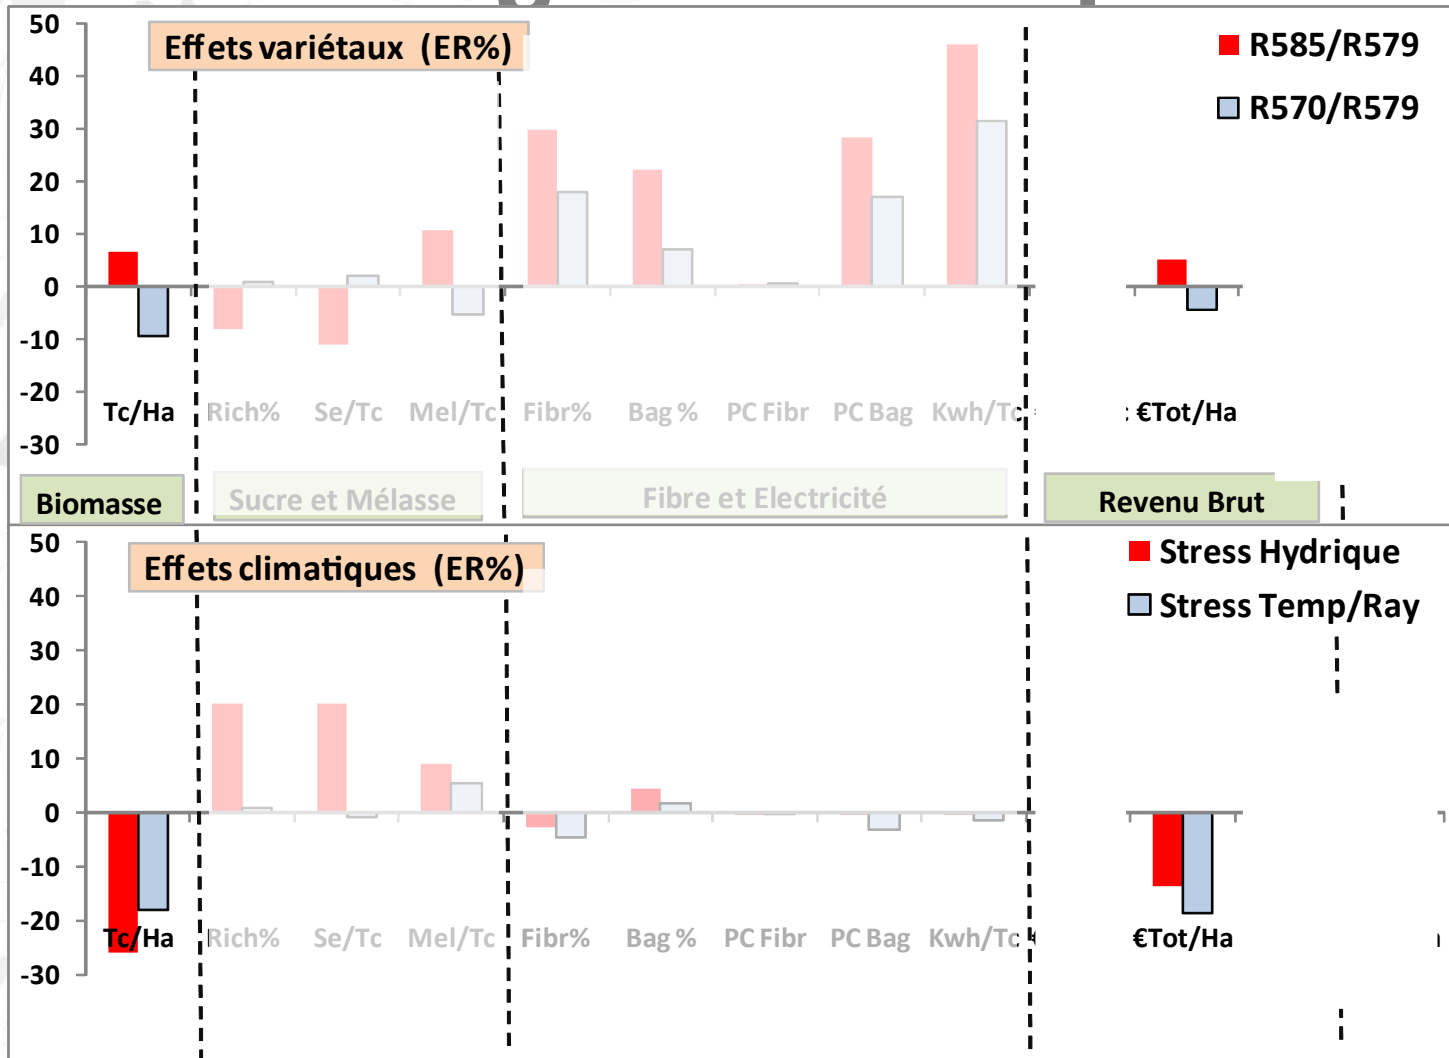 50
Effets variétaux (ER%)
R585/R579
40
R570/R579
30
20
10
0
-10
-20
Tc/Ha Rich% Se/Tc Mel/Tc Fibr% Bag % PC Fibr PC Bag Kwh/Tc €Tot/Ha
-30
Biomasse Sucre et Mélasse Fibre et Electricité Revenu Brut
50
Effets climatiques (ER%)
Stress Hydrique
40
Stress Temp/Ray
30
20
10
0
-10
-20
Tc/Ha Rich% Se/Tc Mel/Tc Fibr% Bag % PC Fibr PC Bag Kwh/Tc €Tot/Ha
-30